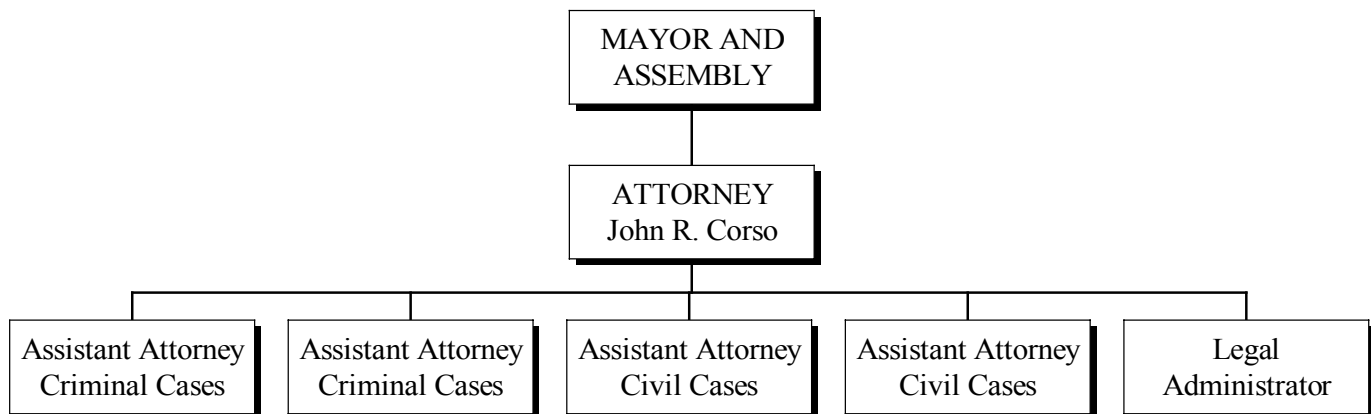 MAYOR AND
ASSEMBLY
ATTORNEY
John R. Corso
Assistant Attorney
Criminal Cases
Assistant Attorney
Criminal Cases
Assistant Attorney
Civil Cases
Assistant Attorney
Civil Cases
Legal
Administrator